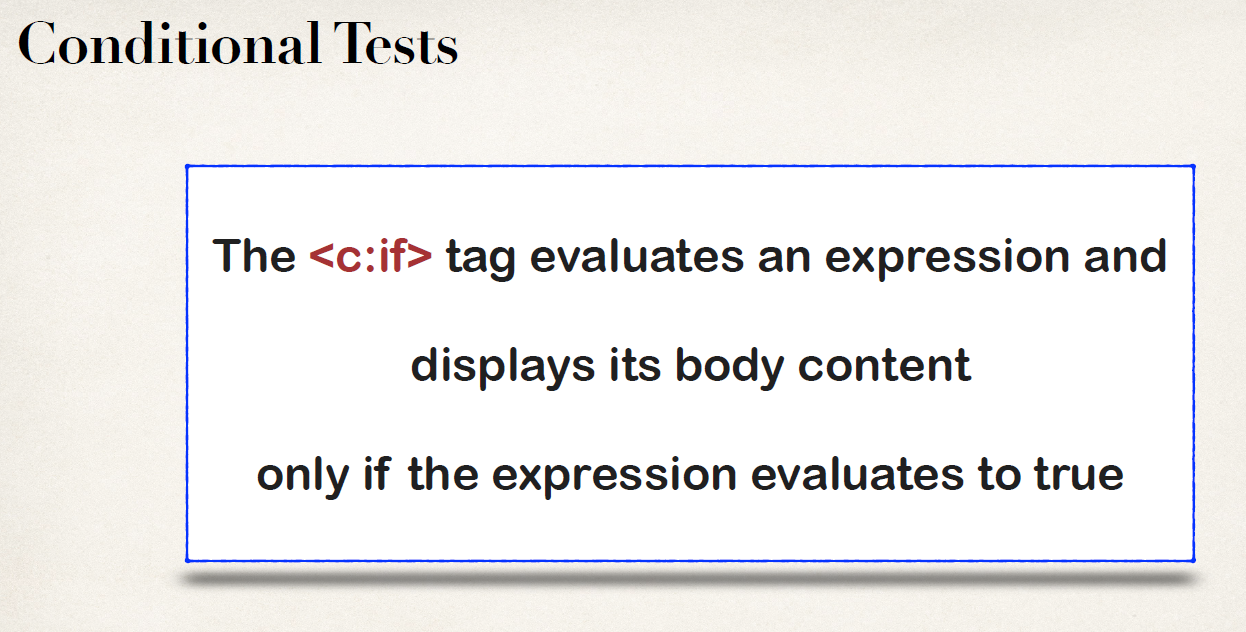 Conditional Tests
The <c:if> tag evaluates an expression and
displays its body content
only if the expression evaluates to true